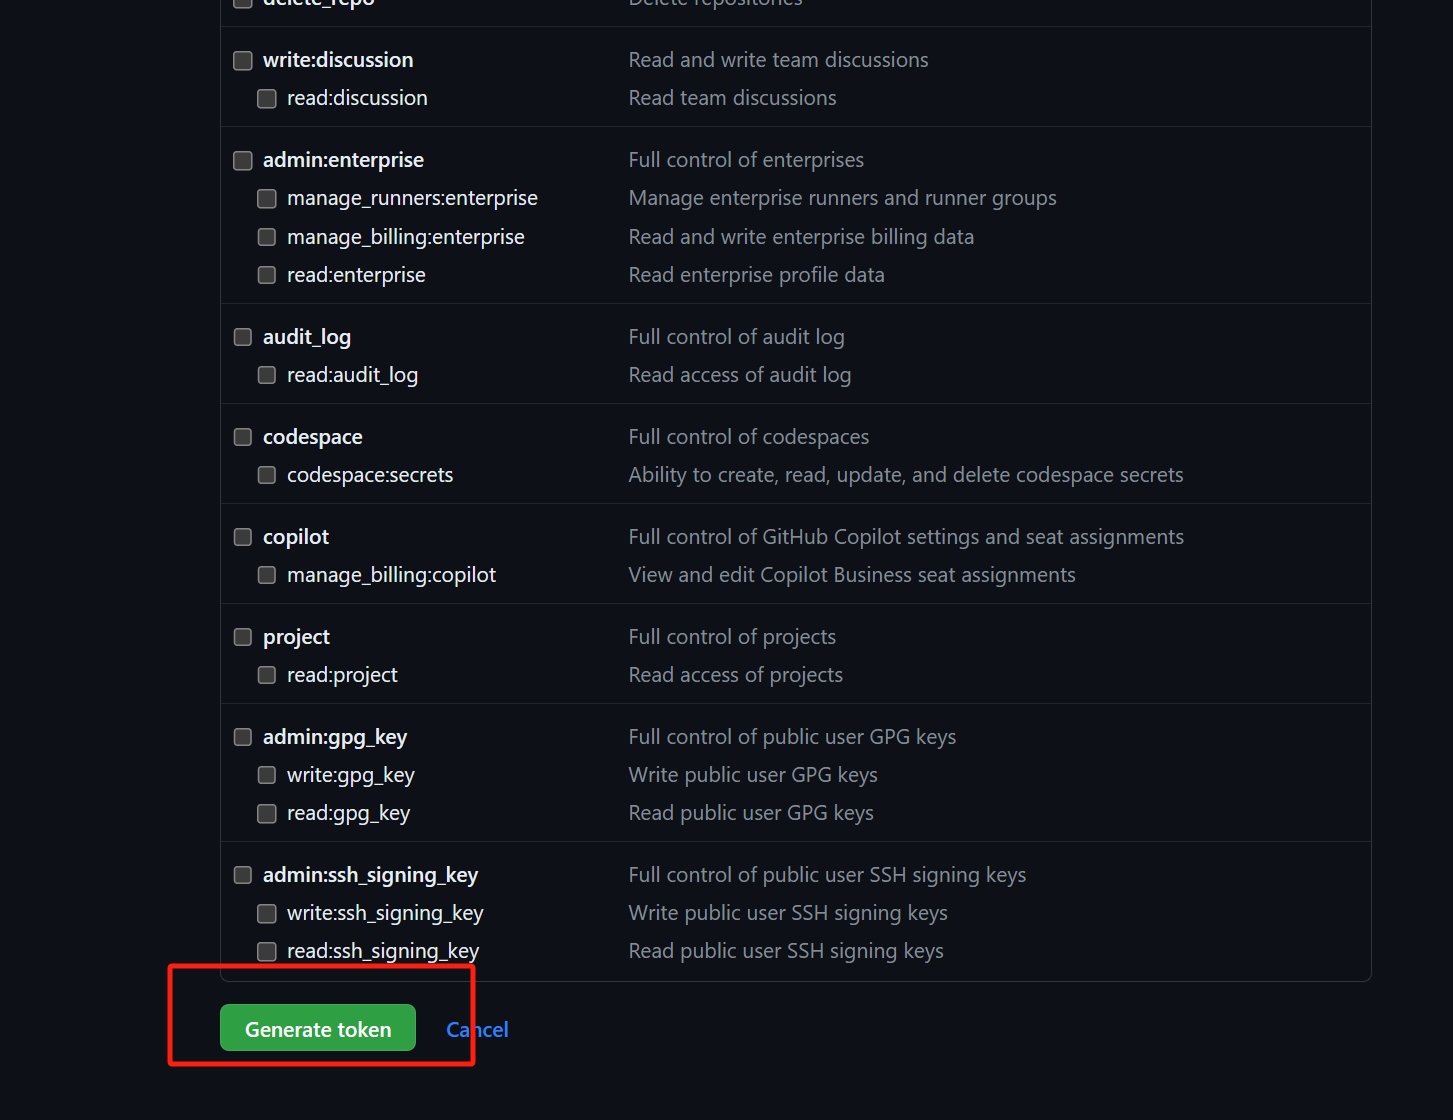 delete_repo Delete repositories
write:discussion Read and write team discussions
read:discussion Read team discussions
admin:enterprise Full control of enterprises
manage_runners:enterprise Manage enterprise runners and runner groups
manage_billing:enterprise Read and write enterprise billing data
read:enterprise Read enterprise profile data
audit_log Full control of audit log
read:audit_log Read access of audit log
codespace Full control of codespaces
codespace:secrets Ability to create, read, update, and delete codespace secrets
copilot Full control of GitHub Copilot settings and seat assignments
manage_billing:copilot View and edit Copilot Business seat assignments
project Full control of projects
read:project Read access of projects
admin:gpg_key Full control of public user GPG keys
write:gpg_key Write public user GPG keys
read:gpg_key Read public user GPG keys
admin:ssh_signing_key Full control of public user SSH signing keys
write:ssh_signing_key Write public user SSH signing keys
read:ssh_signing_key Read public user SSH signing keys
Generate token Cancel